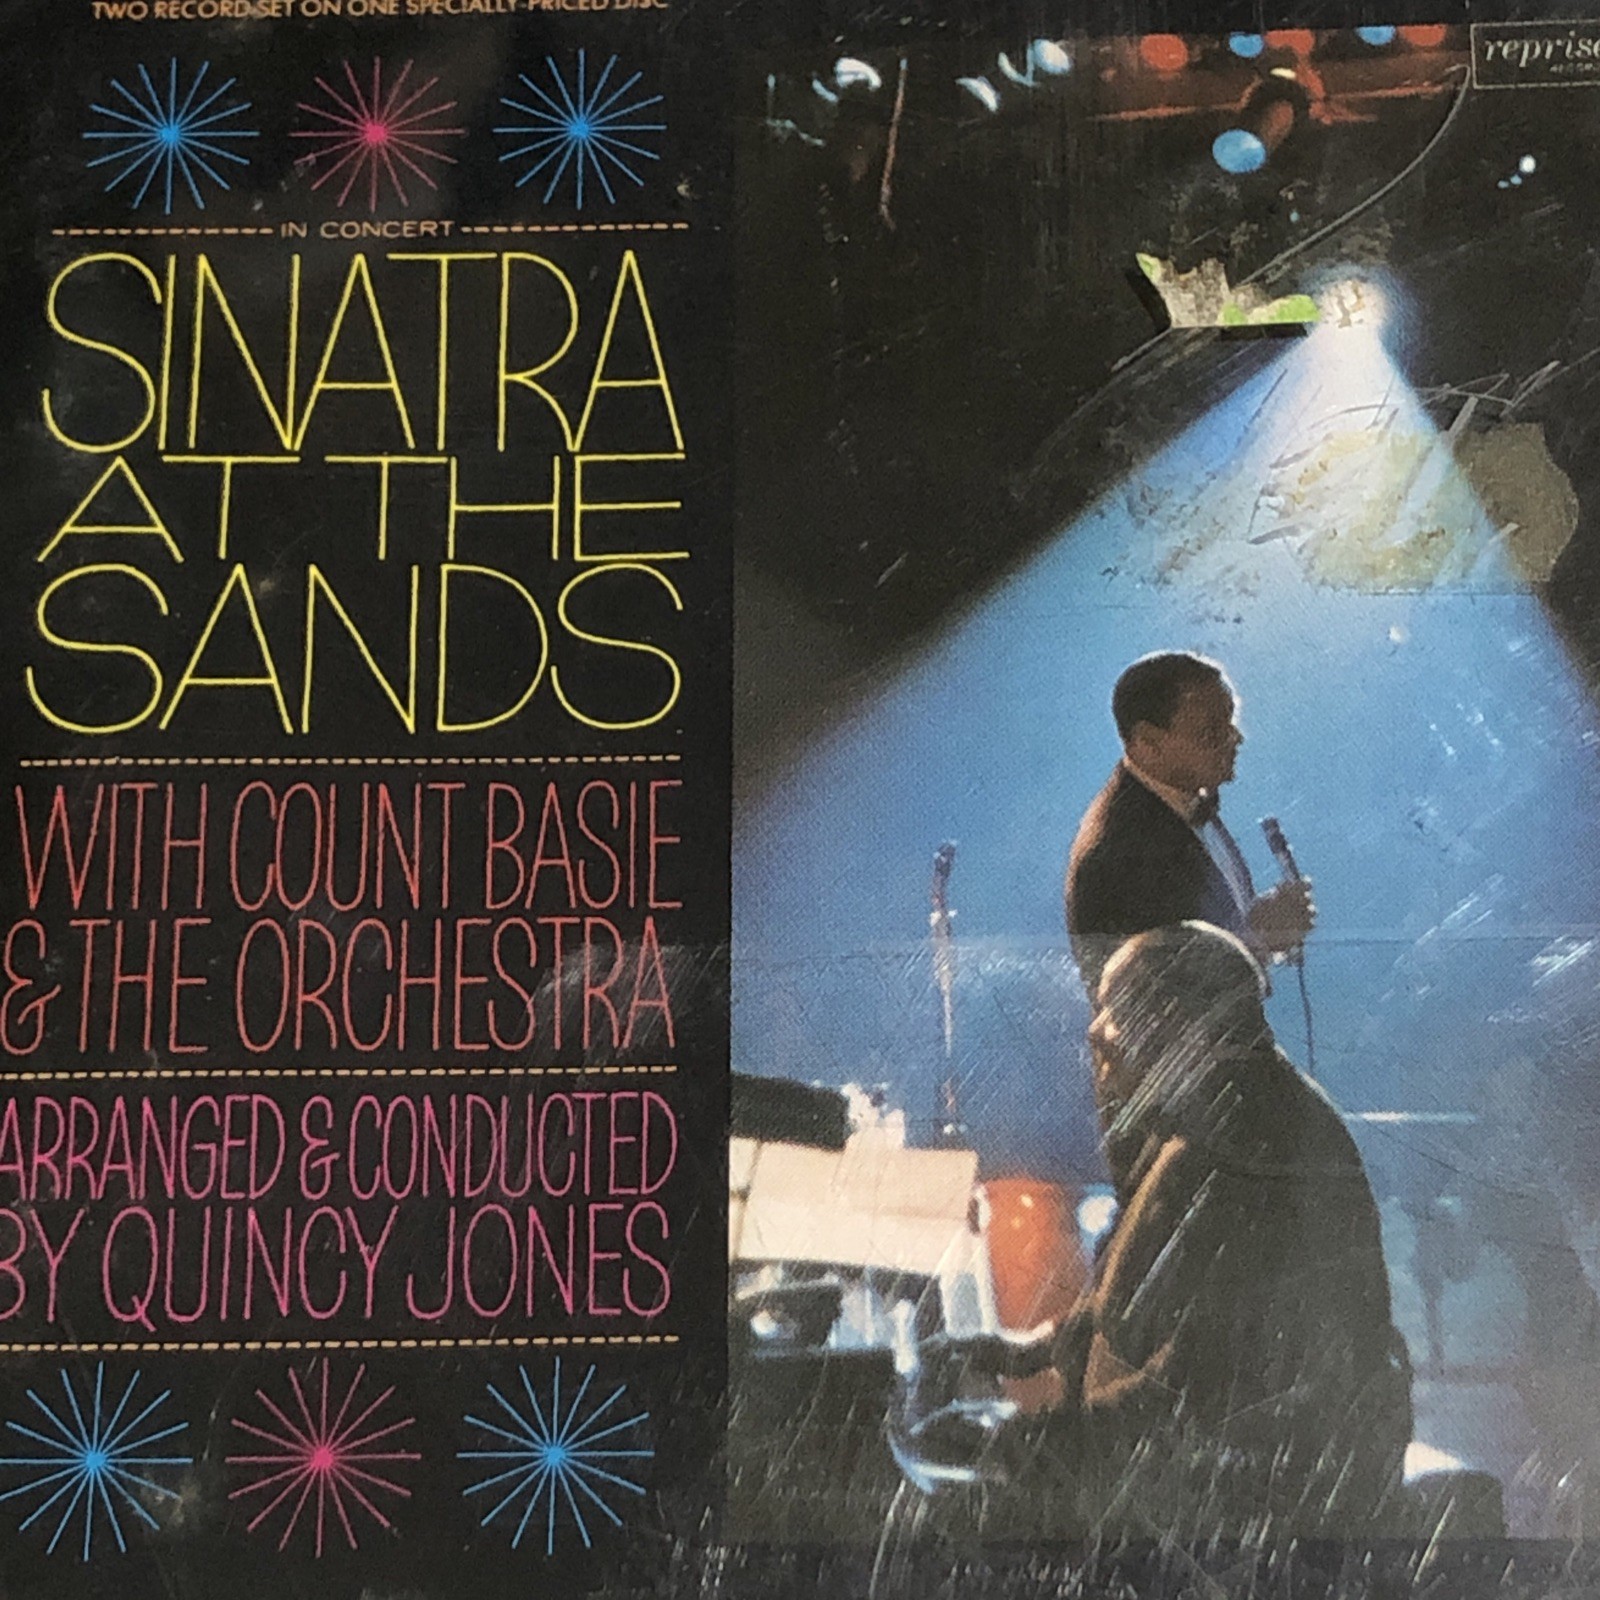 TWO RECORD SET ON ONE SPECIALLY-PRICED DISC
reprise
IN CONCERT
SINATRA
AT THE
SANDS
WITH COUNT BASIE
& THE ORCHESTRA
ARRANGED & CONDUCTED
BY QUINCY JONES